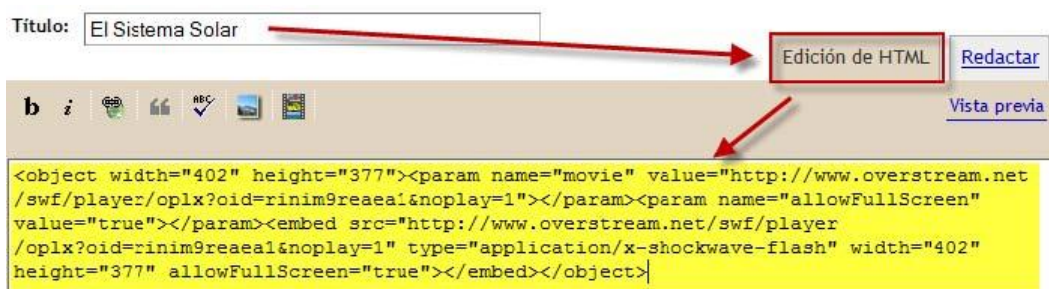 Título: El Sistema Solar
Edición de HTML Redactar
b i ABC Vista previa
<object width="402" height="377"><param name="movie" value="http://www.overstream.net
/swf/player/oplx?oid=rinim9reaea1&noplay=1"></param><param name="allowFullScreen"
value="true"></param><embed src="http://www.overstream.net/swf/player
/oplx?oid=rinim9reaea1&noplay=1" type="application/x-shockwave-flash" width="402"
height="377" allowFullScreen="true"></embed></object>